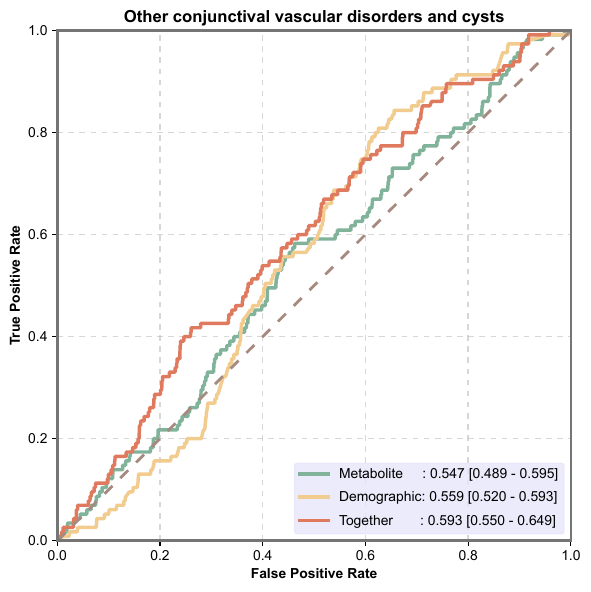 Other conjunctival vascular disorders and cysts
1.0
0.8
0.6
0.4
0.2
0.0
True Positive Rate
Metabolite : 0.547 [0.489 - 0.595]
Demographic: 0.559 [0.520 - 0.593]
Together : 0.593 [0.550 - 0.649]
0.0 0.2 0.4 0.6 0.8 1.0
False Positive Rate